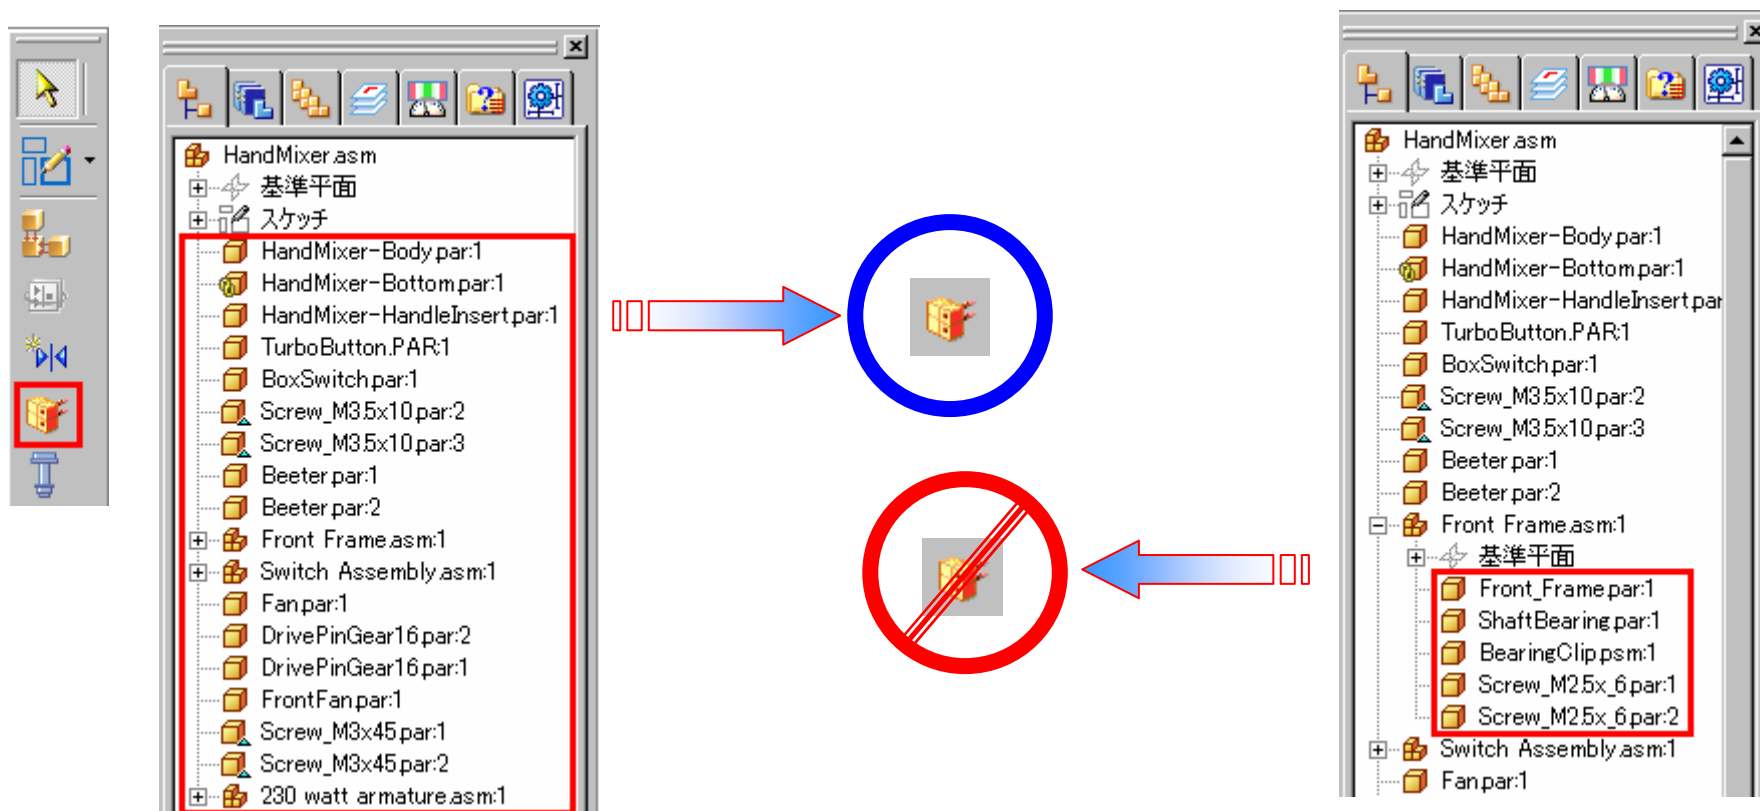 HandMixer.asm
基準平面
スケッチ
HandMixer-Body.par:1
HandMixer-Bottom.par:1
HandMixer-HandleInsert.par:1
TurboButton.PAR:1
BoxSwitch.par:1
Screw_M3.5x10.par:2
Screw_M3.5x10.par:3
Beeter.par:1
Beeter.par:2
Front Frame.asm:1
Switch Assembly.asm:1
Fan.par:1
DrivePinGear16.par:2
DrivePinGear16.par:1
FrontFan.par:1
Screw_M3x45.par:1
Screw_M3x45.par:2
230 watt armature.asm:1
HandMixer.asm
基準平面
スケッチ
HandMixer-Body.par:1
HandMixer-Bottom.par:1
HandMixer-HandleInsert.par
TurboButton.PAR:1
BoxSwitch.par:1
Screw_M3.5x10.par:2
Screw_M3.5x10.par:3
Beeter.par:1
Beeter.par:2
Front Frame.asm:1
基準平面
Front_Frame.par:1
ShaftBearing.par:1
BearingClip.psm:1
Screw_M2.5x_6.par:1
Screw_M2.5x_6.par:2
Switch Assembly.asm:1
Fan.par:1